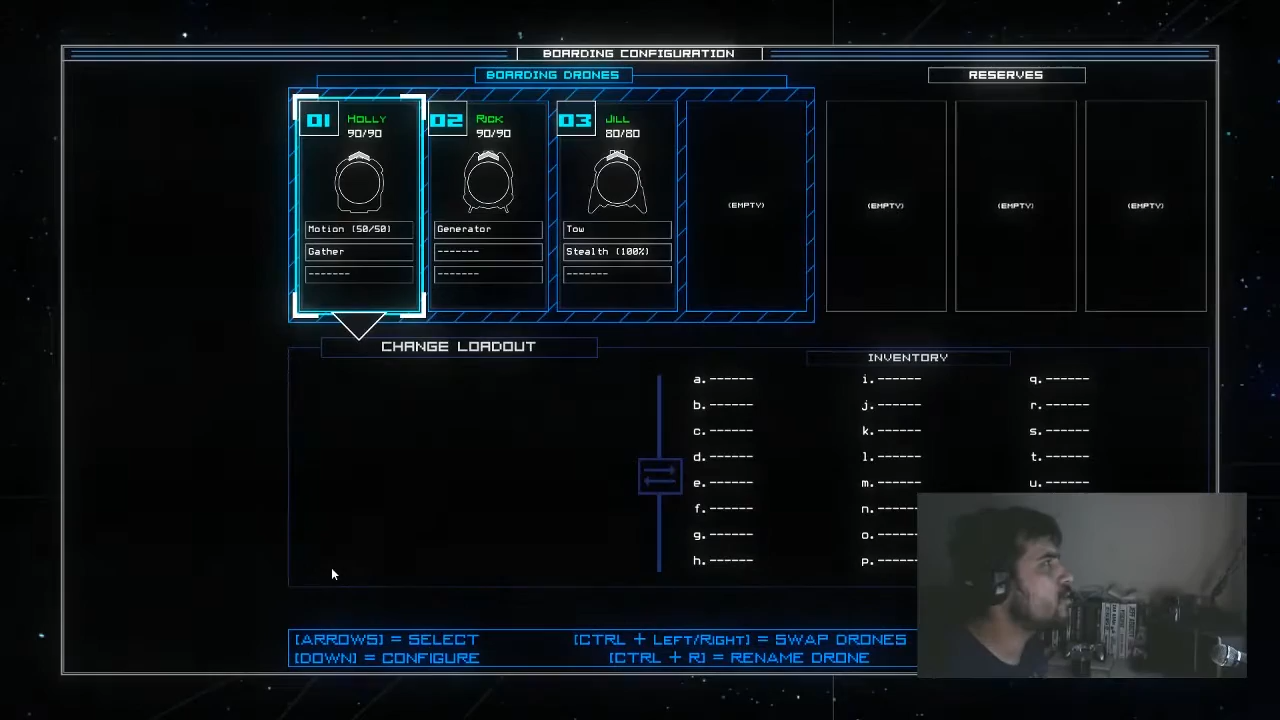 BOARDING CONFIGURATION
BOARDING DRONES
RESERVES
01 HOLLY 90/90
02 RICK 90/90
03 JILL 80/80
(EMPTY)
(EMPTY)
(EMPTY)
(EMPTY)
Motion (50/50)
Generator
Tow
Gather
-------
Stealth (100%)
-------
-------
-------
CHANGE LOADOUT
INVENTORY
a.------ i.------ q.------
b.------ j.------ r.------
c.------ k.------ s.------
d.------ l.------ t.------
e.------ m.------ u.------
f.------ n.------
g.------ o.------
h.------ p.------
[ARROWS] = SELECT
[CTRL + LEFT/RIGHT] = SWAP DRONES
[DOWN] = CONFIGURE
[CTRL + R] = RENAME DRONE